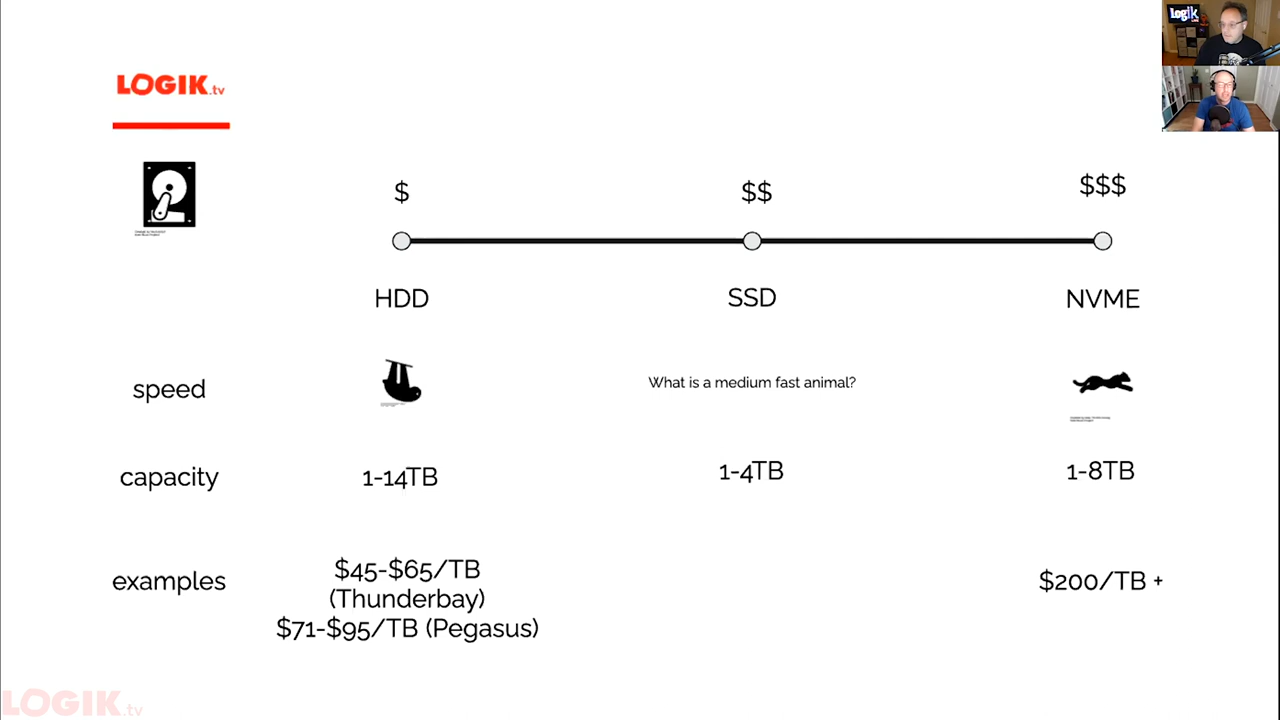 Logik
LOGIK.tv
$
$$
$$$
HDD
SSD
NVME
speed
What is a medium fast animal?
capacity
1-14TB
1-4TB
1-8TB
examples
$45-$65/TB
(Thunderbay)
$71-$95/TB (Pegasus)
$200/TB +
LOGIK.tv